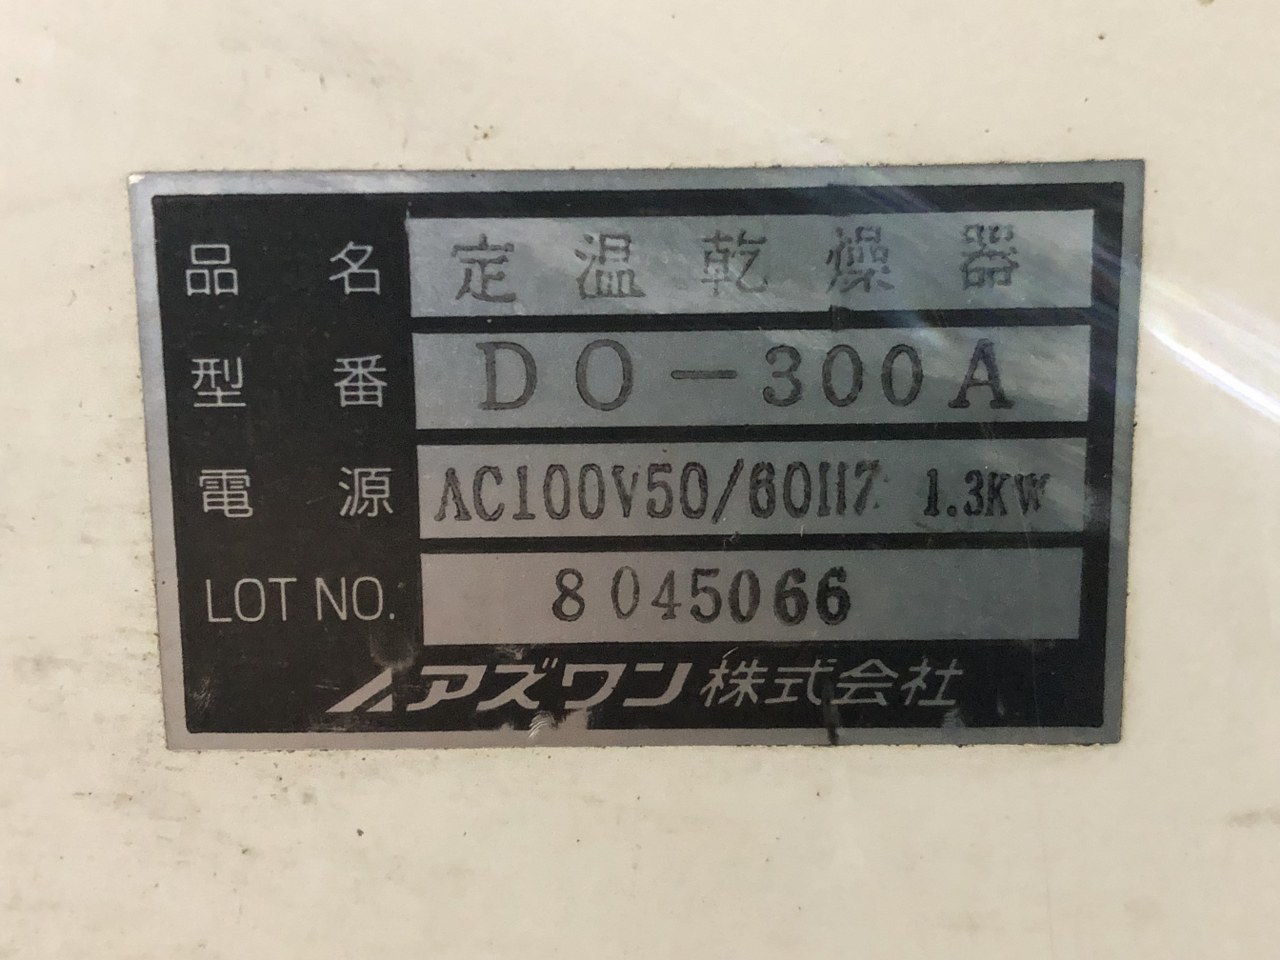 品名 定温乾燥器
型番 DO-300A
電源 AC100V50/60HZ 1.3KW
LOT NO. 8045066
アズワン株式会社